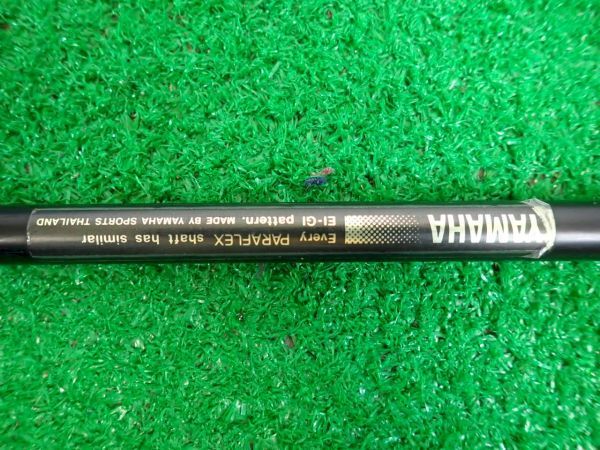 YAMAHA
Every PARAFLEX shaft has similar
EI-GI pattern. MADE BY YAMAHA SPORTS THAILAND